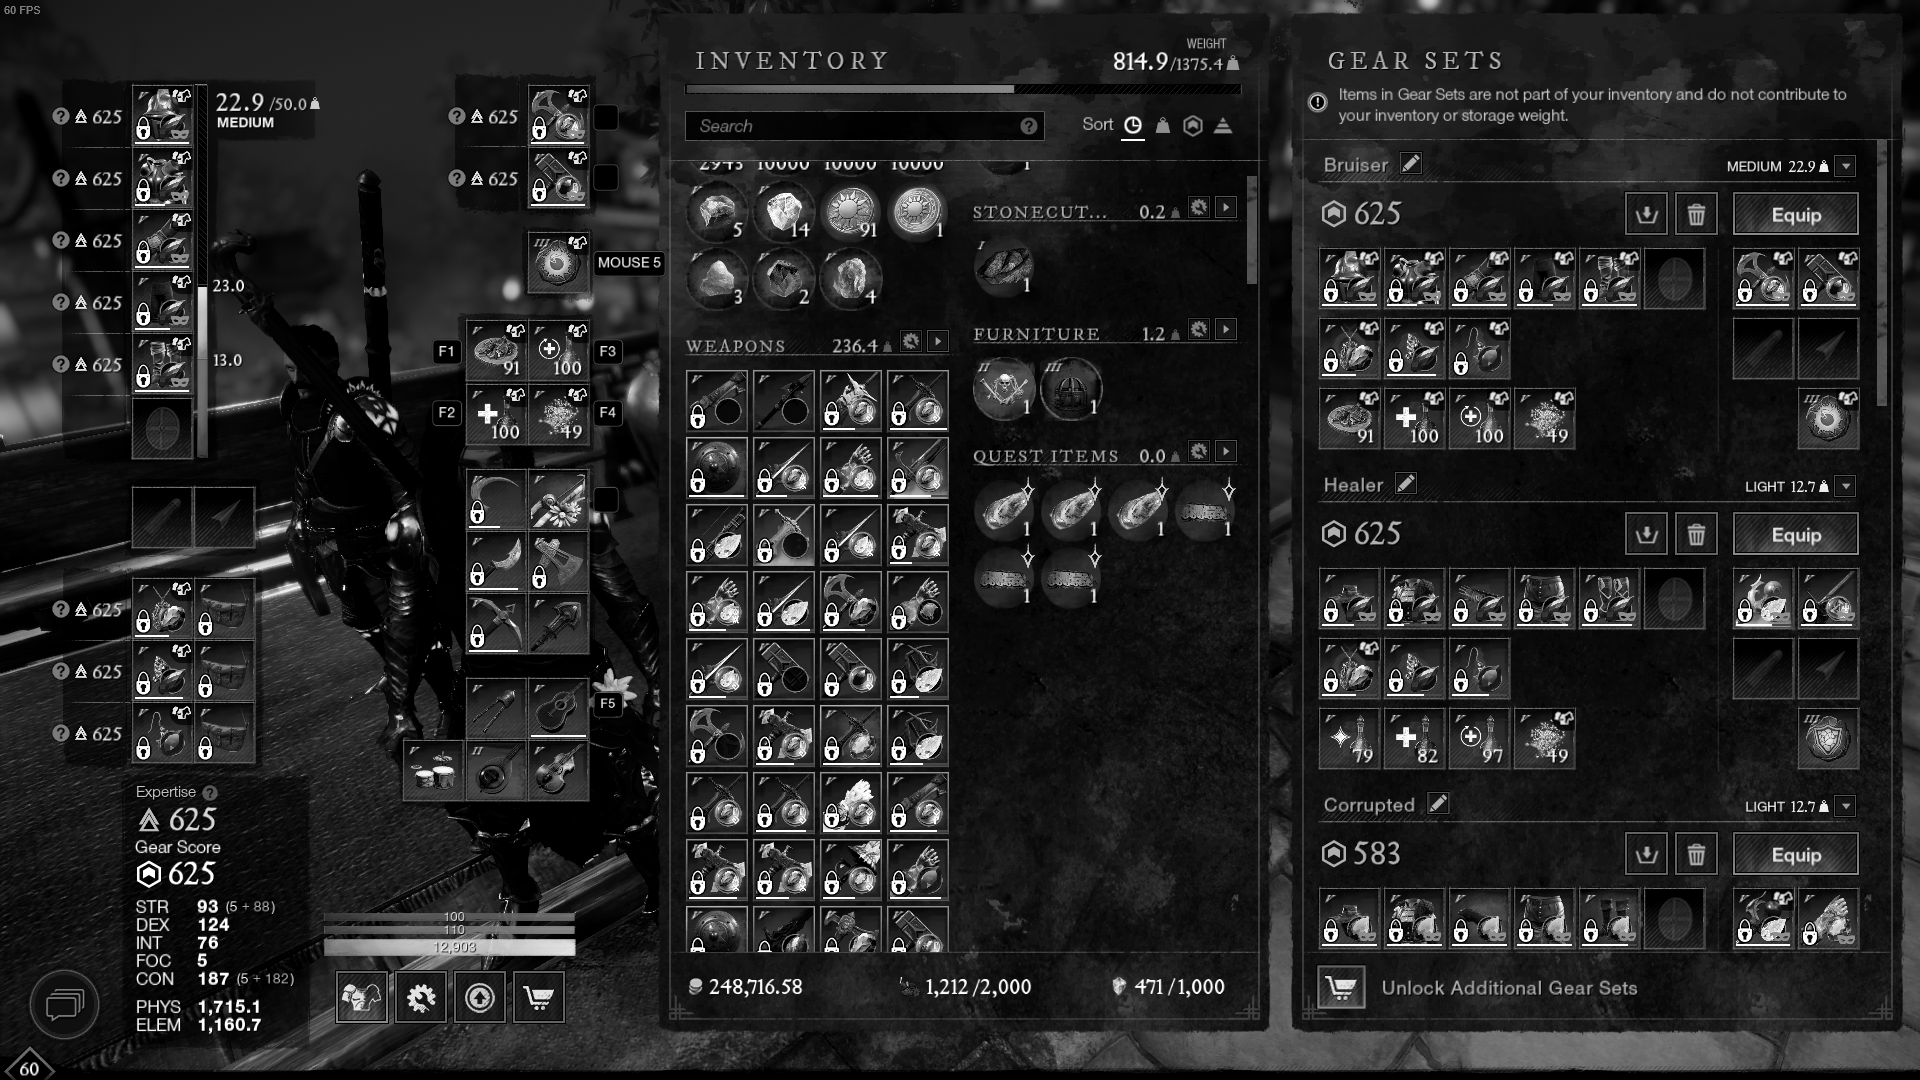 60 FPS
625
625
625
625
625
22.9 /50.0
MEDIUM
23.0
13.0
625
625
III
MOUSE 5
F1
91
100
F3
F2
100
49
F4
625
625
625
F5
II
Expertise
625
Gear Score
625
STR 93 (5 + 88)
DEX 124
INT 76
FOC 5
CON 187 (5 + 182)
PHYS 1,715.1
ELEM 1,160.7
60
100
110
12,903
INVENTORY
WEIGHT
814.9/1375.4
Search
Sort
2943 10000 10000 10000
5 14 91 1
3 2 4
WEAPONS 236.4
1
STONECUT... 0.2
I
1
FURNITURE 1.2
II III
1 1
QUEST ITEMS 0.0
1 1 1 1
1 1
248,716.58
1,212 /2,000
471/1,000
GEAR SETS
Items in Gear Sets are not part of your inventory and do not contribute to
your inventory or storage weight.
Bruiser
MEDIUM 22.9
625
Equip
91 100 100 49
III
Healer
LIGHT 12.7
625
Equip
79 82 97 49
III
Corrupted
LIGHT 12.7
583
Equip
Unlock Additional Gear Sets